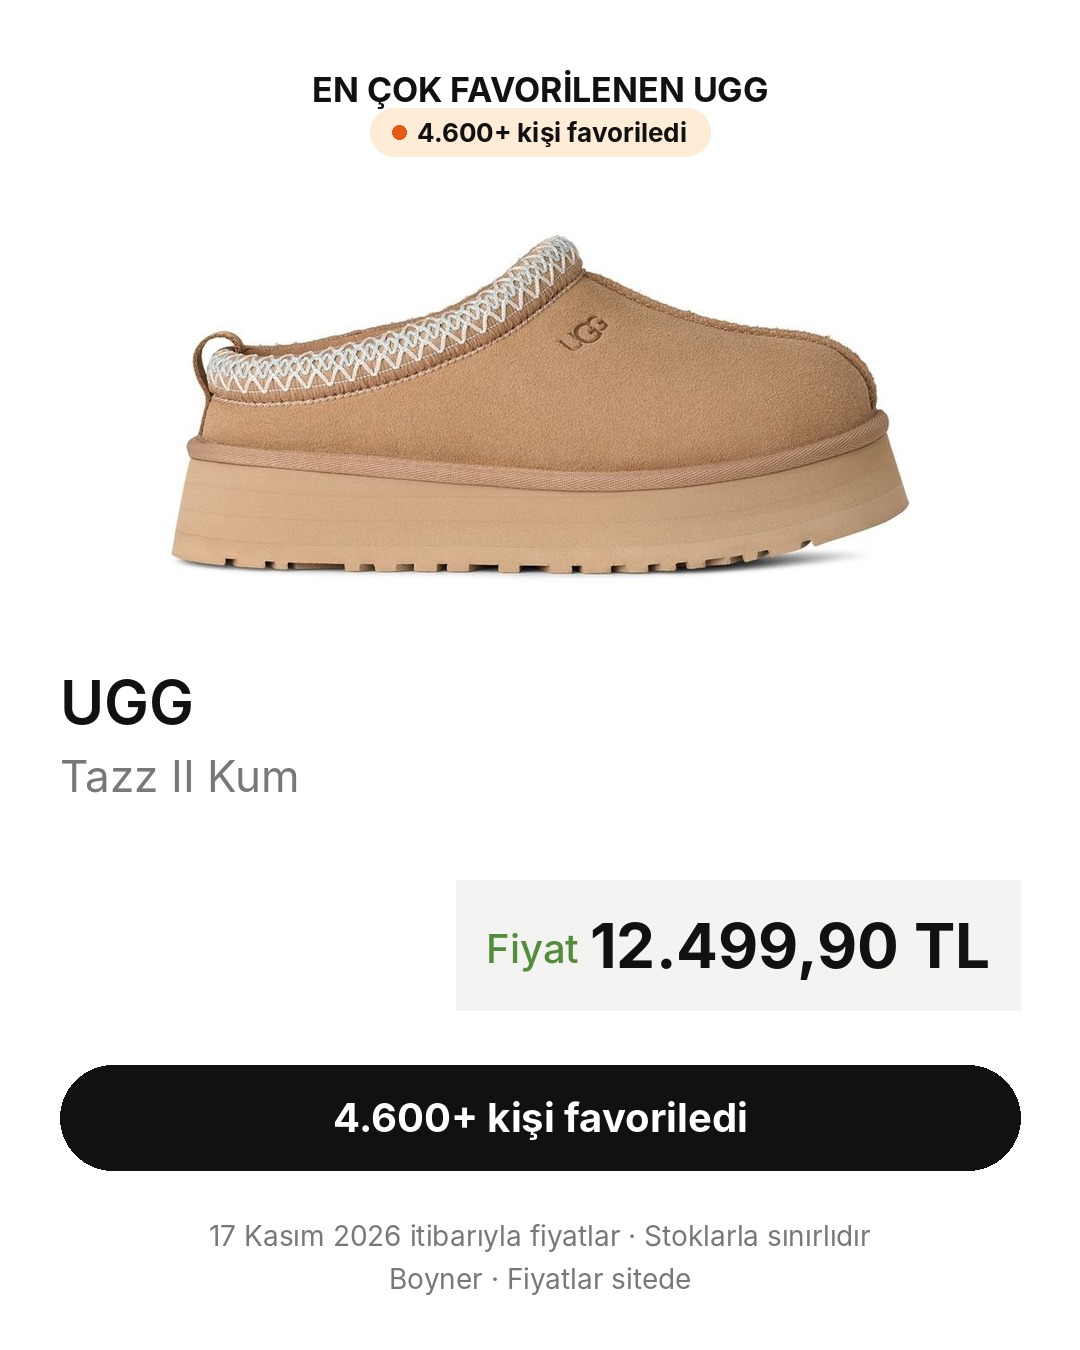 EN ÇOK FAVORİLENEN UGG
4.600+ kişi favoriledi
UGG
UGG
Tazz II Kum
Fiyat 12.499,90 TL
4.600+ kişi favoriledi
17 Kasım 2026 itibarıyla fiyatlar · Stoklarla sınırlıdır
Boyner · Fiyatlar sitede